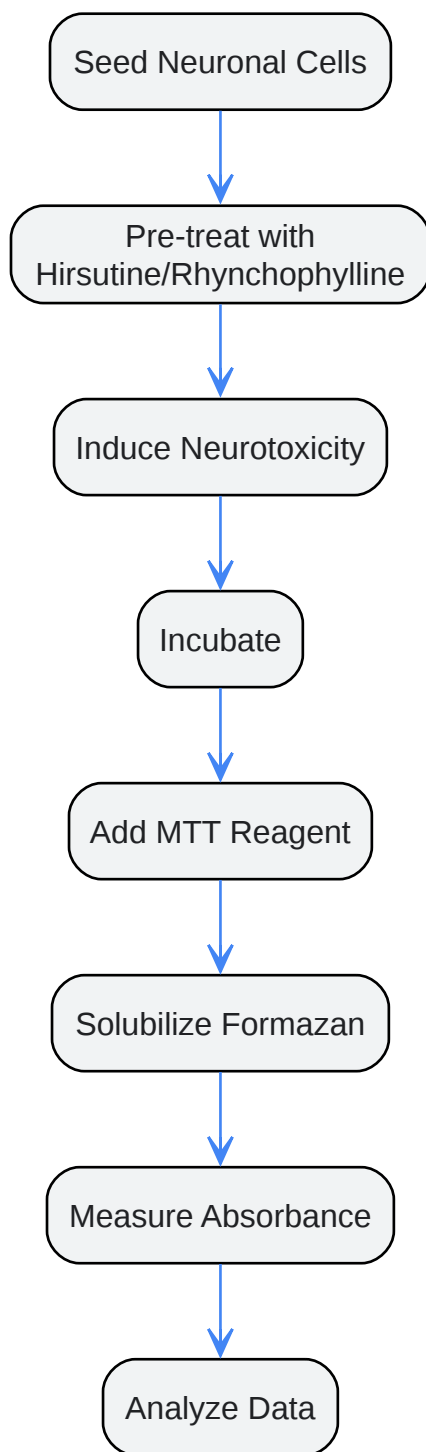 Seed Neuronal Cells
Pre-treat with
Hirsutine/Rhynchophylline
Induce Neurotoxicity
Incubate
Add MTT Reagent
Solubilize Formazan
Measure Absorbance
Analyze Data